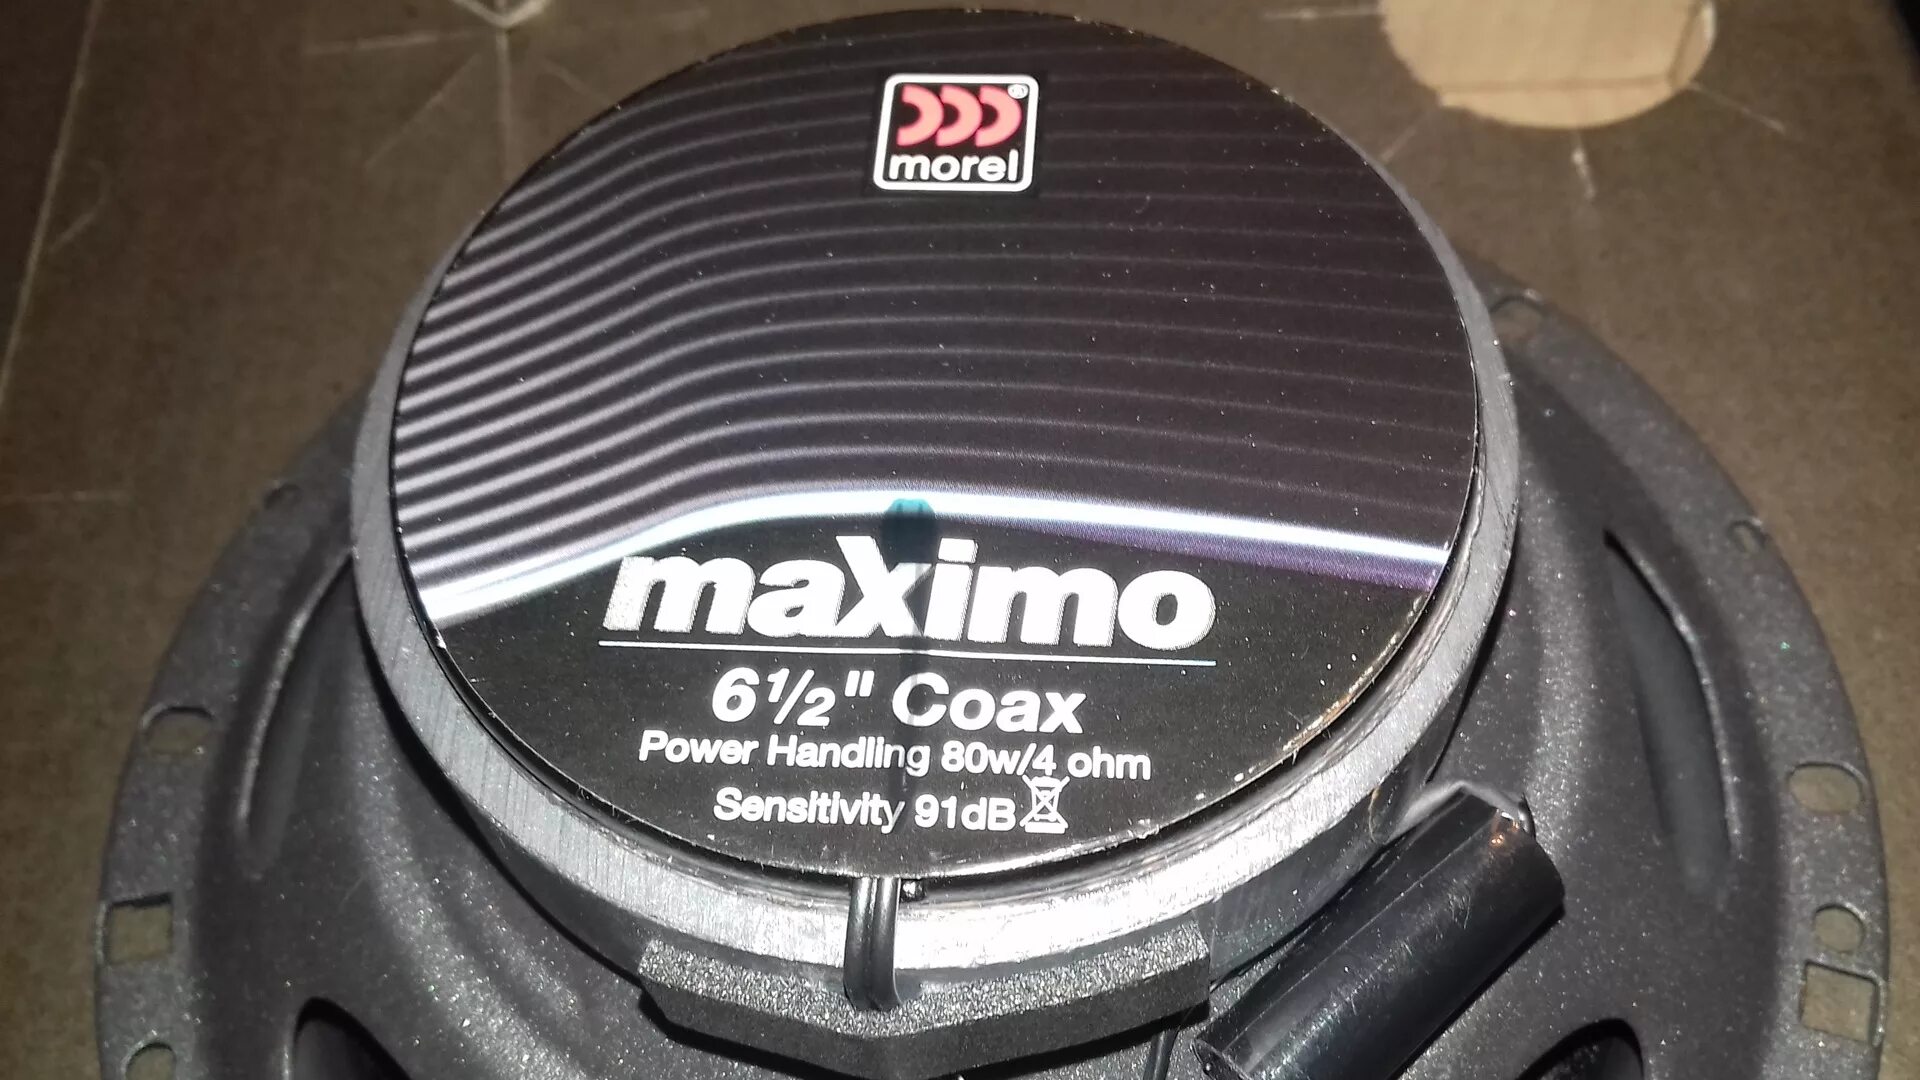 morel®
maXimo
6½" Coax
Power Handling 80w/4 ohm
Sensitivity 91dB